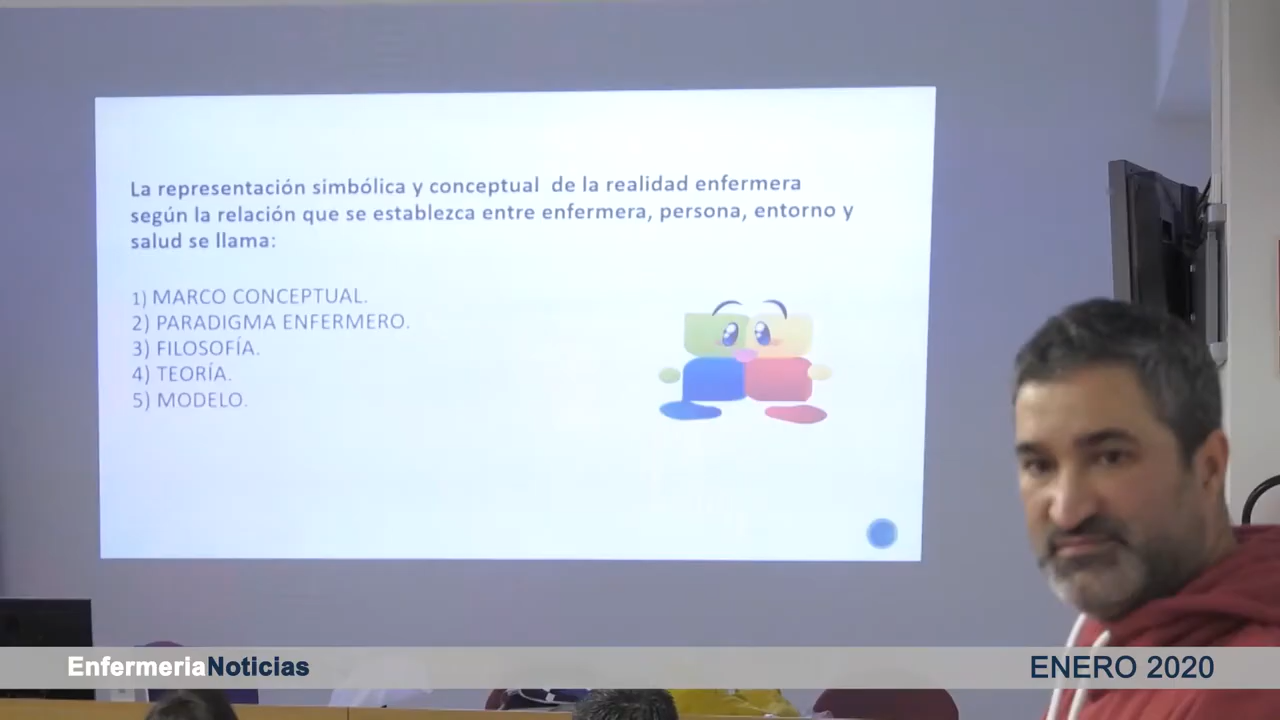 La representación simbólica y conceptual de la realidad enfermera
según la relación que se establezca entre enfermera, persona, entorno y
salud se llama:
1) MARCO CONCEPTUAL.
2) PARADIGMA ENFERMERO.
3) FILOSOFÍA.
4) TEORÍA.
5) MODELO.
EnfermeriaNoticias
ENERO 2020